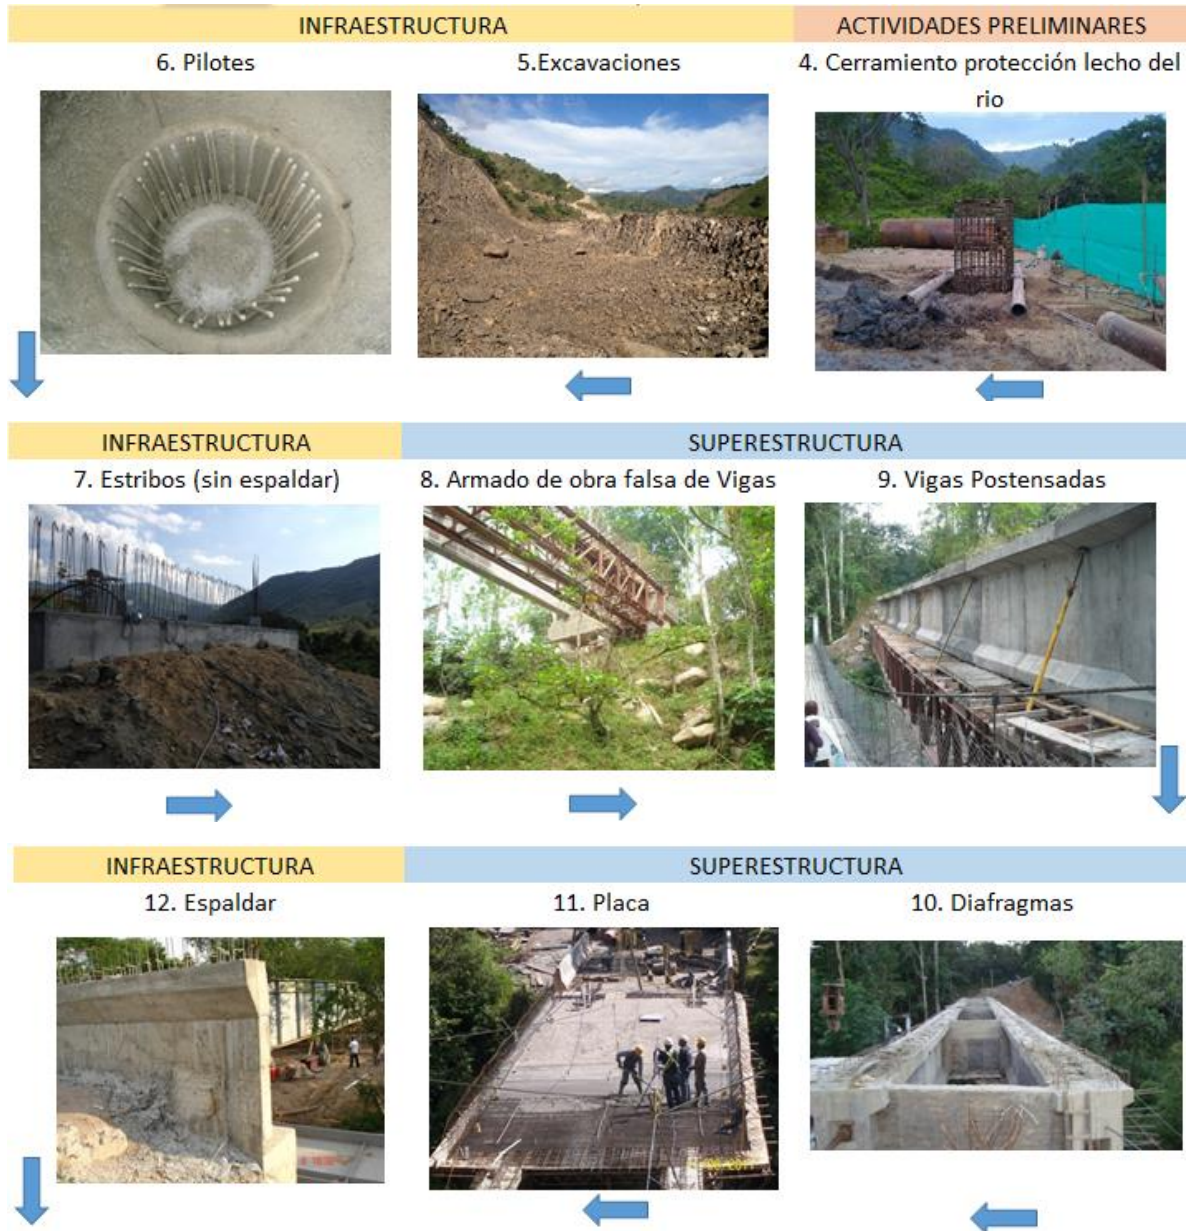 INFRAESTRUCTURA
ACTIVIDADES PRELIMINARES
6. Pilotes
5.Excavaciones
4. Cerramiento protección lecho del
rio
INFRAESTRUCTURA
SUPERESTRUCTURA
7. Estribos (sin espaldar)
8. Armado de obra falsa de Vigas
9. Vigas Postensadas
INFRAESTRUCTURA
SUPERESTRUCTURA
12. Espaldar
11. Placa
10. Diafragmas